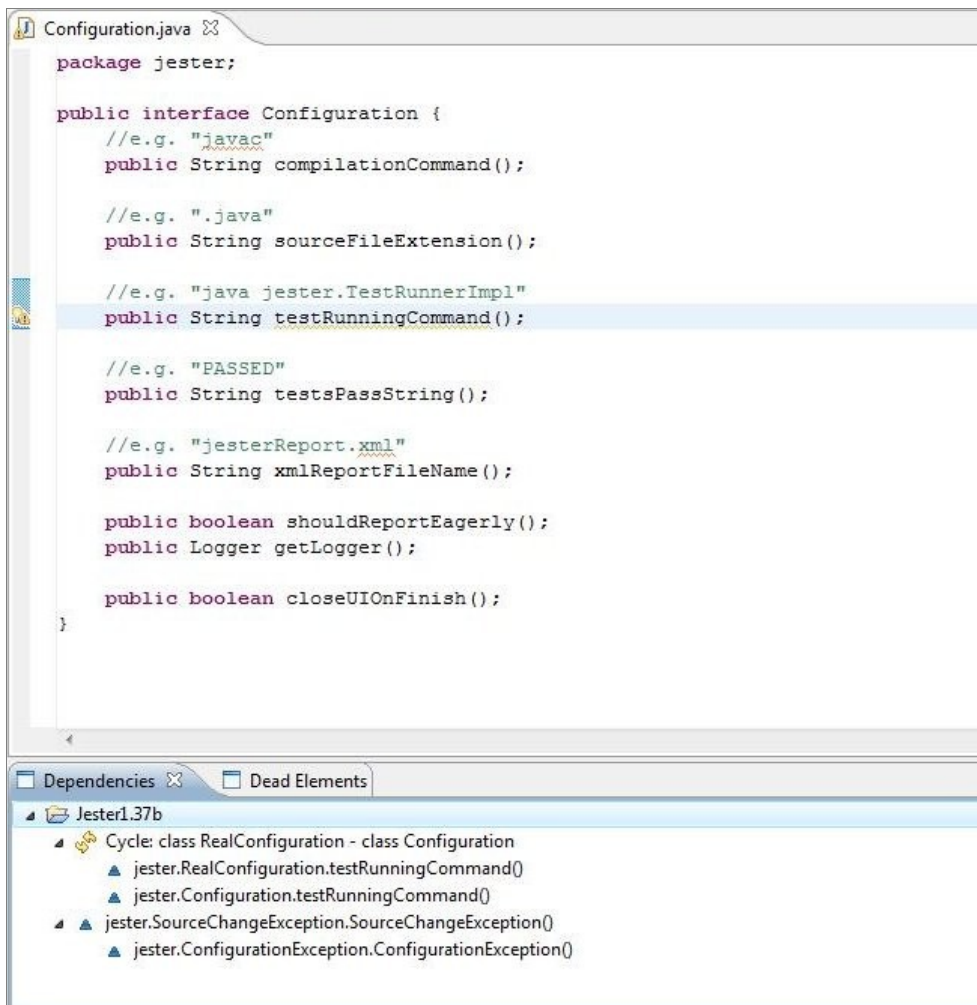 Configuration.java
package jester;
public interface Configuration {
//e.g. "javac"
public String compilationCommand();
//e.g. ".java"
public String sourceFileExtension();
//e.g. "java jester.TestRunnerImpl"
public String testRunningCommand();
//e.g. "PASSED"
public String testsPassString();
//e.g. "jesterReport.xml"
public String xmlReportFileName();
public boolean shouldReportEagerly();
public Logger getLogger();
public boolean closeUIOnFinish();
}
Dependencies Dead Elements
Jester1.37b
Cycle: class RealConfiguration - class Configuration
jester.RealConfiguration.testRunningCommand()
jester.Configuration.testRunningCommand()
jester.SourceChangeException.SourceChangeException()
jester.ConfigurationException.ConfigurationException()